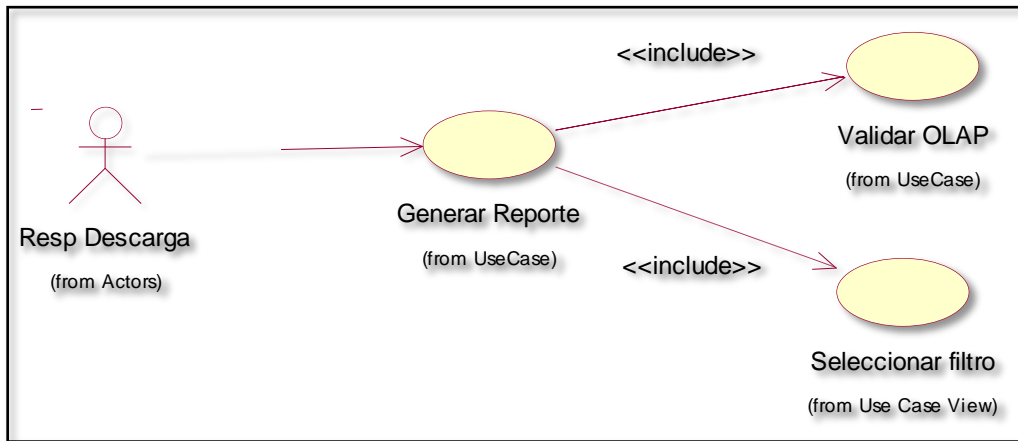 <<include>>
Validar OLAP
(from UseCase)
Generar Reporte
(from UseCase)
Resp Descarga
(from Actors)
<<include>>
Seleccionar filtro
(from Use Case View)